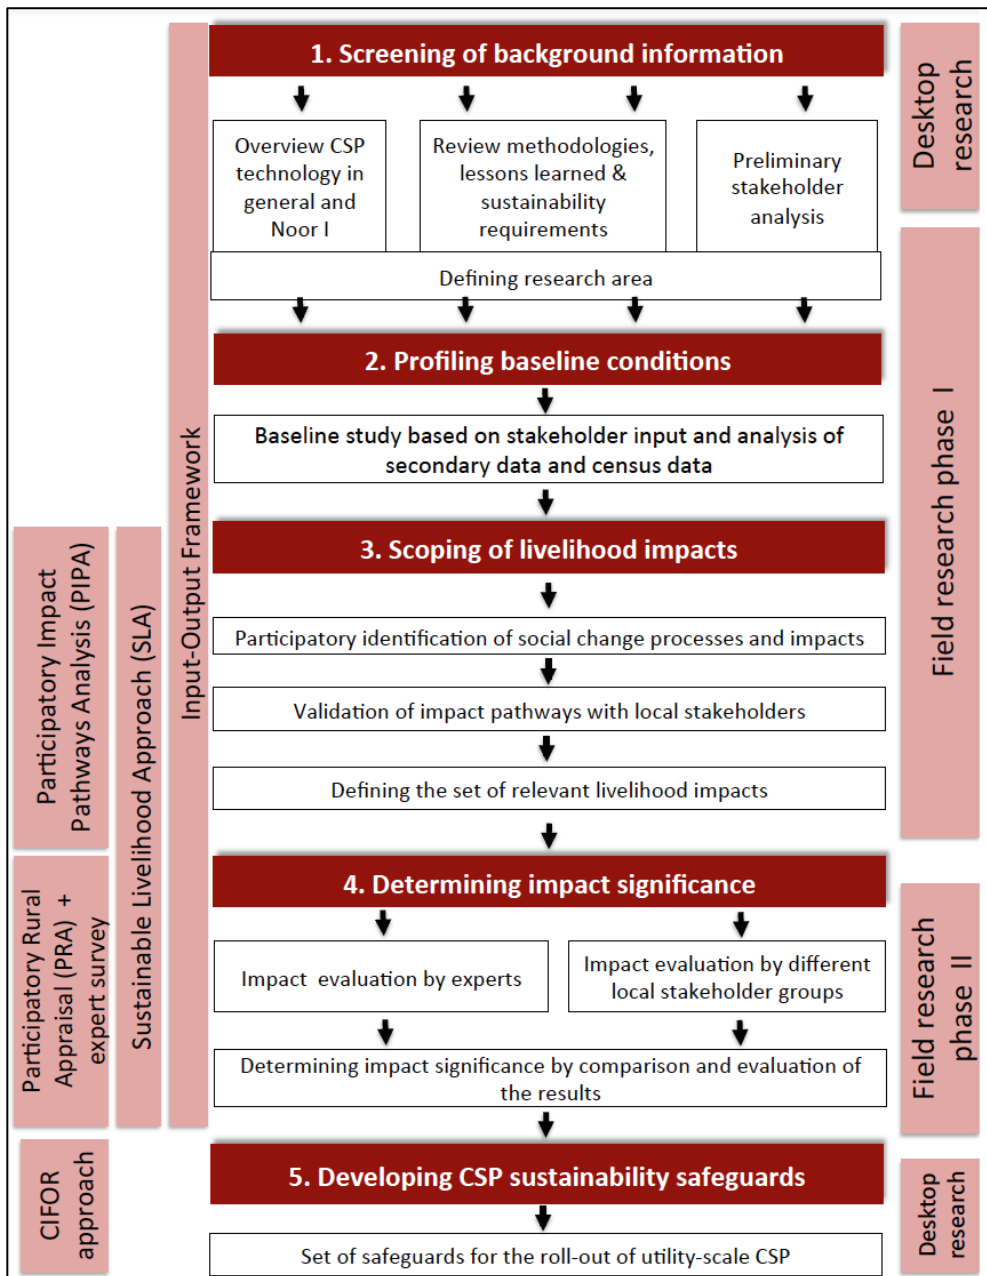 1. Screening of background information
Overview CSP
technology in
general and
Noor I
Review methodologies,
lessons learned &
sustainability
requirements
Preliminary
stakeholder
analysis
Defining research area
2. Profiling baseline conditions
Baseline study based on stakeholder input and analysis of
secondary data and census data
3. Scoping of livelihood impacts
Participatory identification of social change processes and impacts
Validation of impact pathways with local stakeholders
Defining the set of relevant livelihood impacts
4. Determining impact significance
Impact evaluation by experts
Impact evaluation by different
local stakeholder groups
Determining impact significance by comparison and evaluation of
the results
5. Developing CSP sustainability safeguards
Set of safeguards for the roll-out of utility-scale CSP
Participatory Impact
Pathways Analysis (PIPA)
Participatory Rural
Appraisal (PRA) +
expert survey
CIFOR
approach
Sustainable Livelihood Approach (SLA)
Input-Output Framework
Desktop
research
Field research phase I
Field research
phase II
Desktop
research